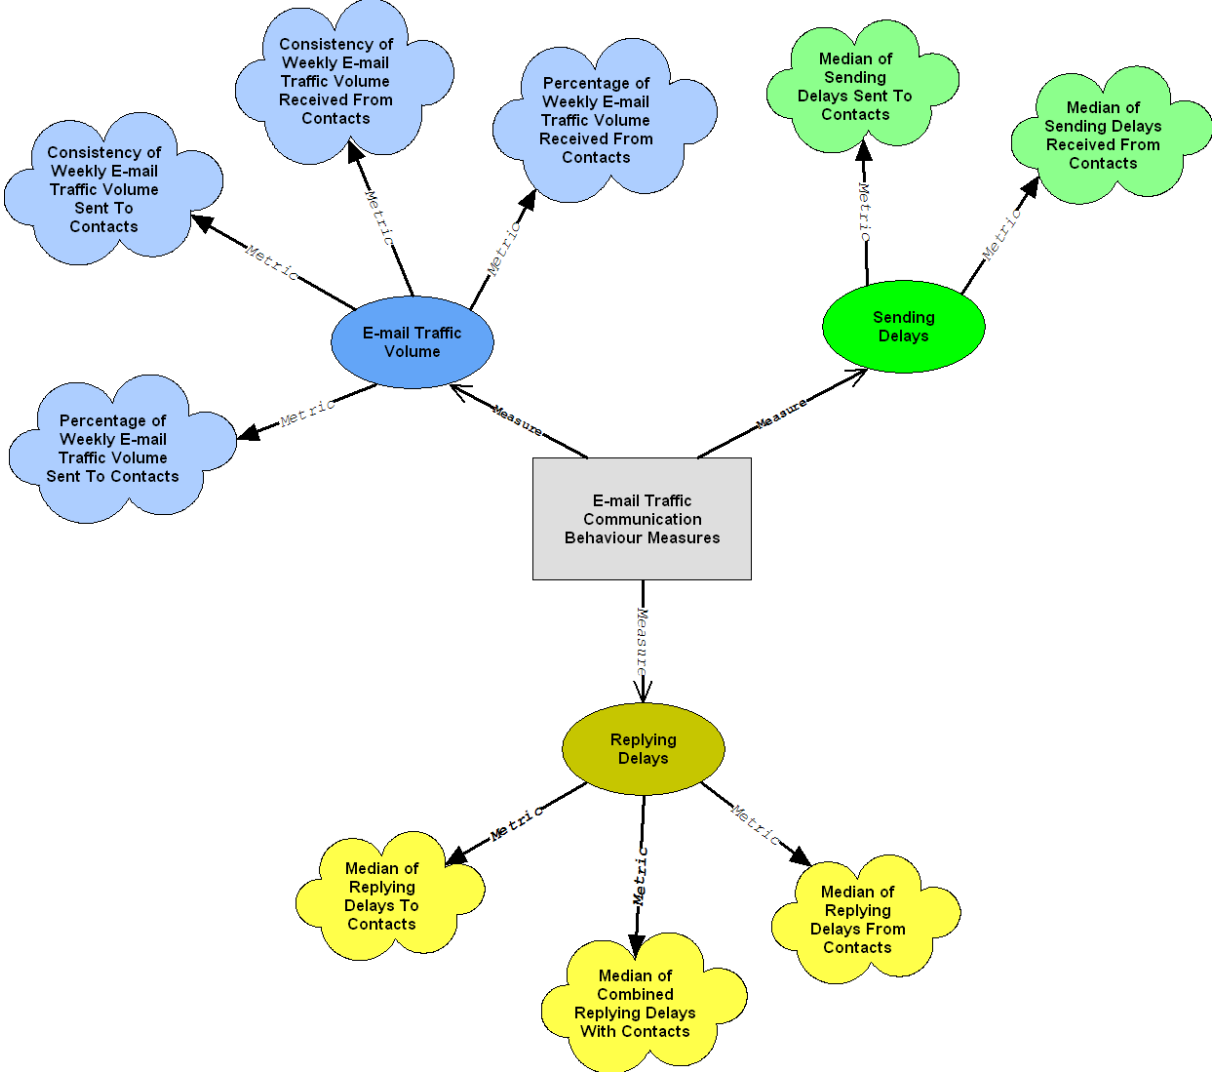 Consistency of
Weekly E-mail
Traffic Volume
Received From
Contacts
Percentage of
Weekly E-mail
Traffic Volume
Received From
Contacts
Median of
Sending
Delays Sent To
Contacts
Median of
Sending Delays
Received From
Contacts
Consistency of
Weekly E-mail
Traffic Volume
Sent To
Contacts
Metric
Metric
Metric
Metric
Metric
E-mail Traffic
Volume
Sending
Delays
Percentage of
Weekly E-mail
Traffic Volume
Sent To Contacts
Metric
Measure
Measure
E-mail Traffic
Communication
Behaviour Measures
Measure
Replying
Delays
Metric
Metric
Metric
Median of
Replying
Delays To
Contacts
Median of
Combined
Replying Delays
With Contacts
Median of
Replying
Delays From
Contacts